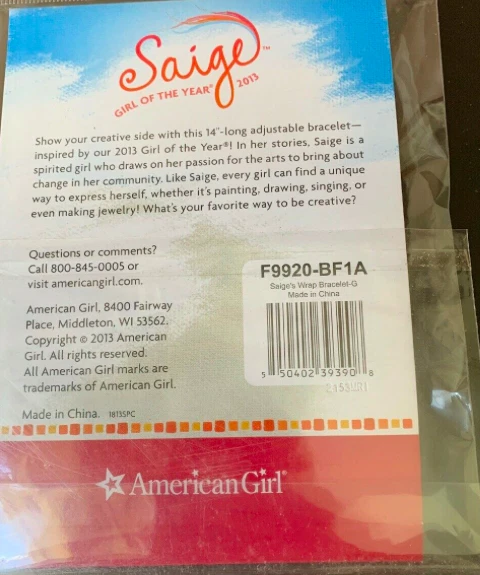 Saige™
GIRL OF THE YEAR® 2013
Show your creative side with this 14"-long adjustable bracelet—
inspired by our 2013 Girl of the Year®! In her stories, Saige is a
spirited girl who draws on her passion for the arts to bring about
change in her community. Like Saige, every girl can find a unique
way to express herself, whether it's painting, drawing, singing, or
even making jewelry! What's your favorite way to be creative?
Questions or comments?
Call 800-845-0005 or
visit americangirl.com.
American Girl, 8400 Fairway
Place, Middleton, WI 53562.
Copyright © 2013 American
Girl. All rights reserved.
All American Girl marks are
trademarks of American Girl.
Made in China. 1813SPC
F9920-BF1A
Saige's Wrap Bracelet-G
Made in China
5 50402 39390 8
American Girl®